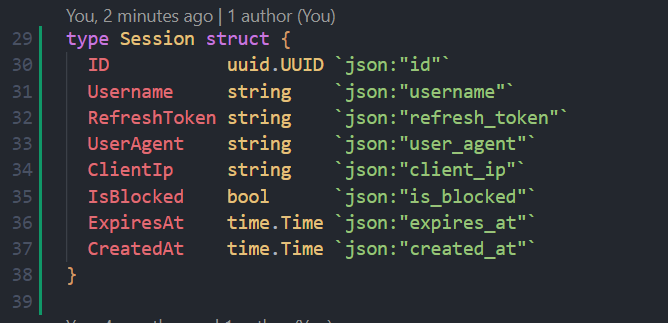 You, 2 minutes ago | 1 author (You)
29 type Session struct {
30 ID uuid.UUID `json:"id"`
31 Username string `json:"username"`
32 RefreshToken string `json:"refresh_token"`
33 UserAgent string `json:"user_agent"`
34 ClientIp string `json:"client_ip"`
35 IsBlocked bool `json:"is_blocked"`
36 ExpiresAt time.Time `json:"expires_at"`
37 CreatedAt time.Time `json:"created_at"`
38 }
39